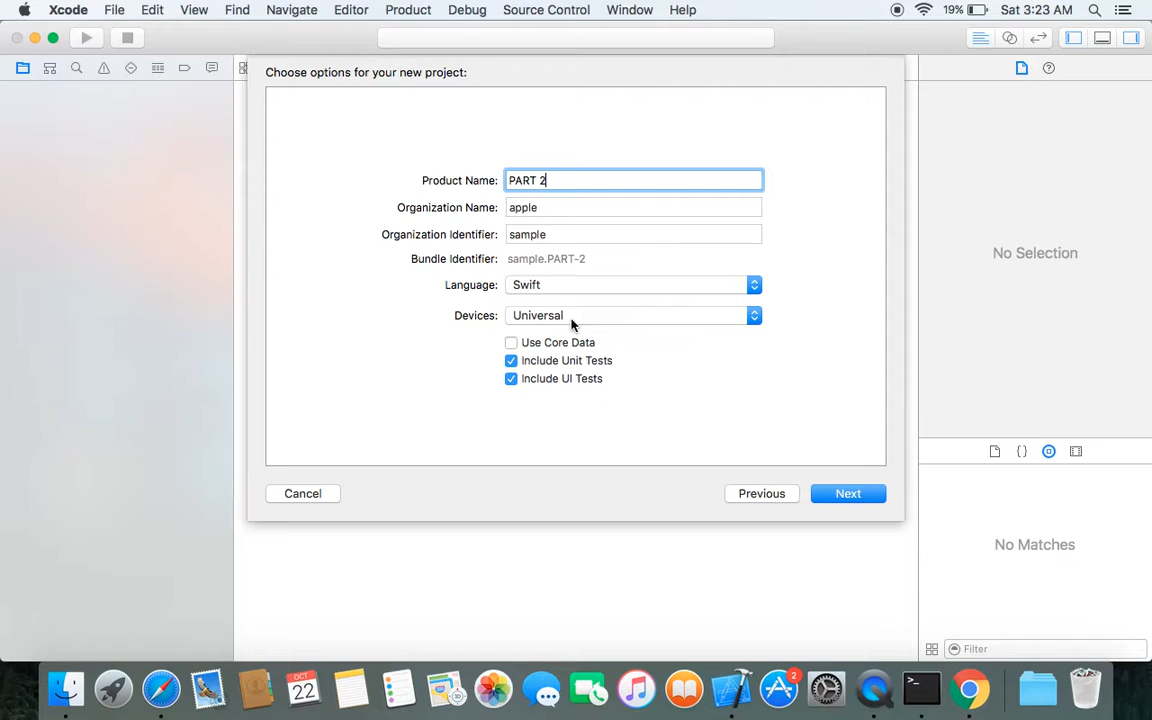 Xcode File Edit View Find Navigate Editor Product Debug Source Control Window Help 19% Sat 3:23 AM
Choose options for your new project:
Product Name: PART 2
Organization Name: apple
Organization Identifier: sample
Bundle Identifier: sample.PART-2
Language: Swift
Devices: Universal
Use Core Data
Include Unit Tests
Include UI Tests
Cancel Previous Next
No Selection
{ }
No Matches
Filter
OCT
22
2
>_